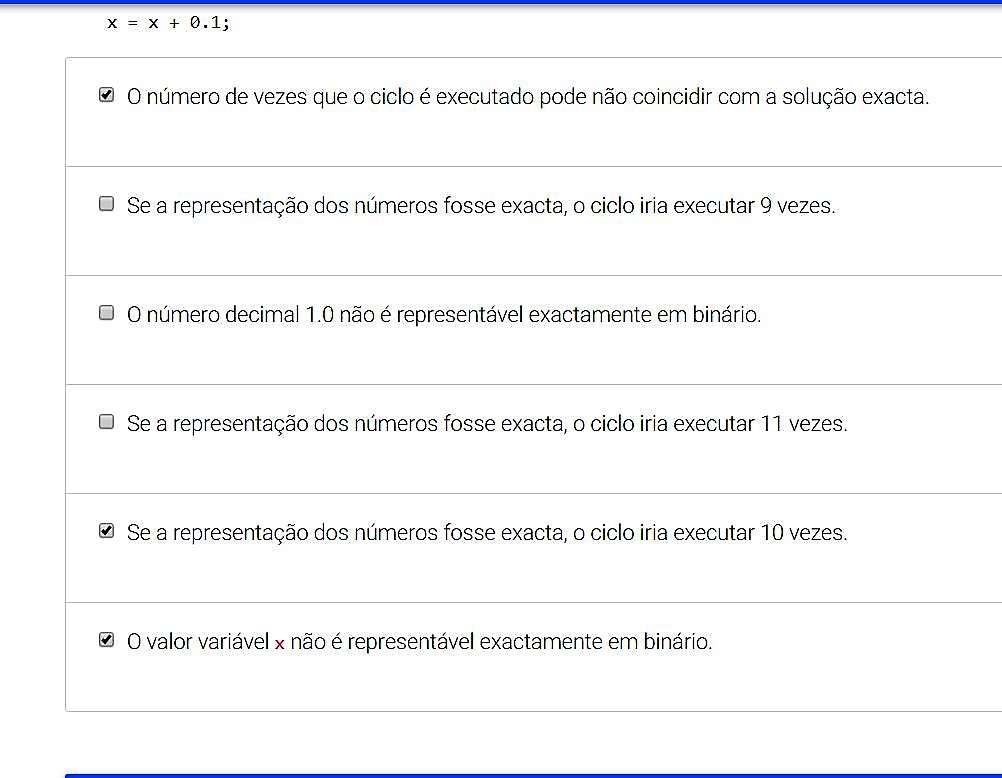 x = x + 0.1;
O número de vezes que o ciclo é executado pode não coincidir com a solução exacta.
Se a representação dos números fosse exacta, o ciclo iria executar 9 vezes.
O número decimal 1.0 não é representável exactamente em binário.
Se a representação dos números fosse exacta, o ciclo iria executar 11 vezes.
Se a representação dos números fosse exacta, o ciclo iria executar 10 vezes.
O valor variável x não é representável exactamente em binário.